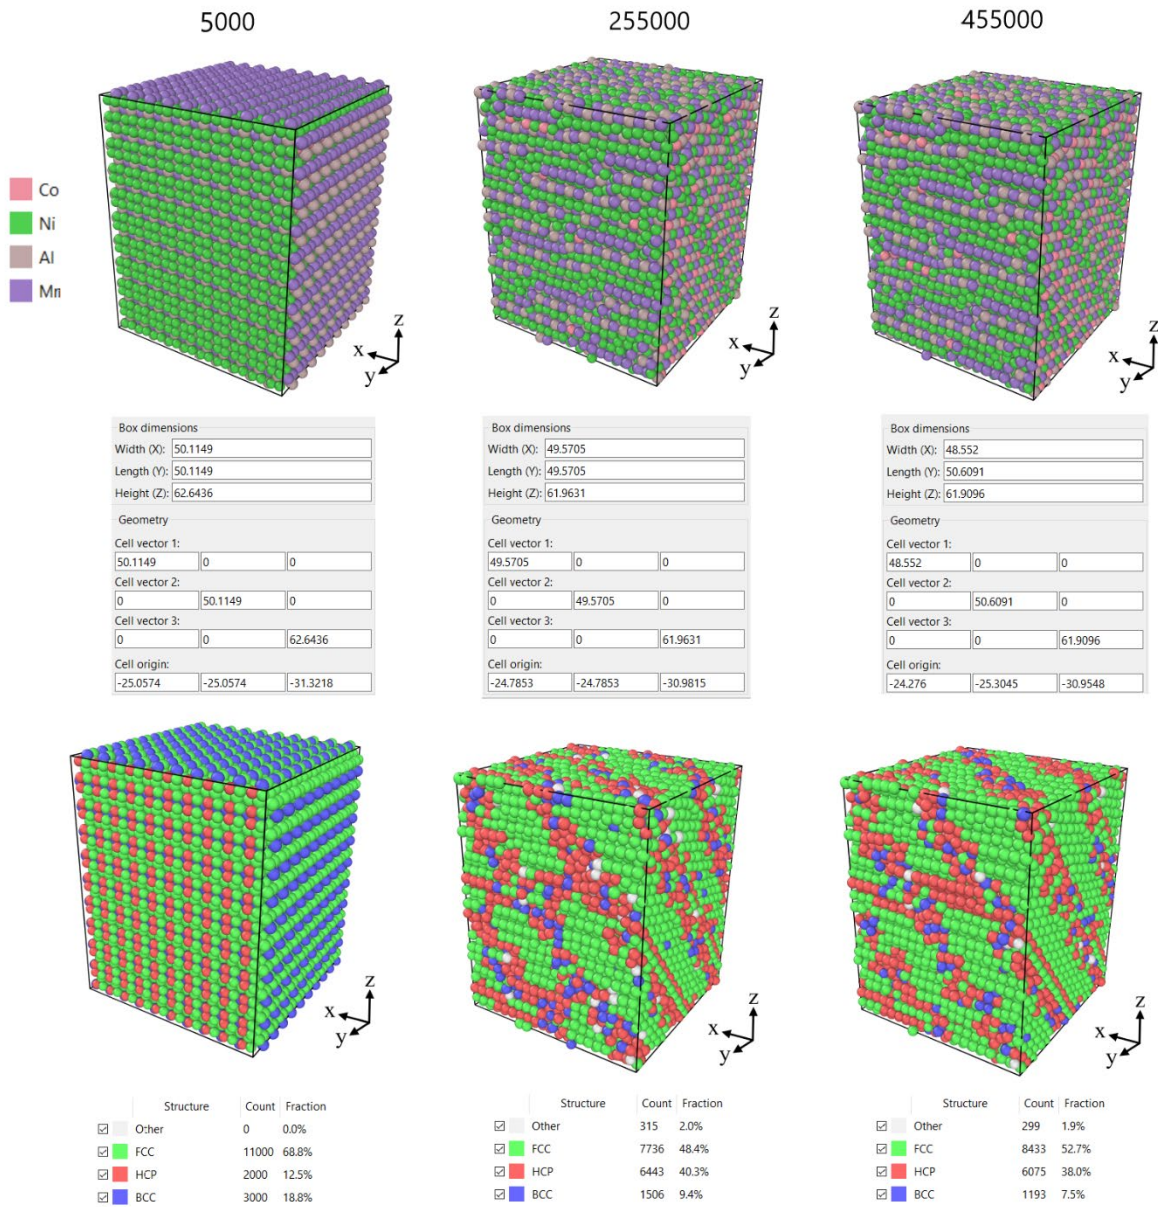 5000 255000 455000
Co
Ni
Al
Mn
z z z
x x x
y y y
Box dimensions
Width (X): 50.1149
Length (Y): 50.1149
Height (Z): 62.6436
Geometry
Cell vector 1:
50.1149 0 0
Cell vector 2:
0 50.1149 0
Cell vector 3:
0 0 62.6436
Cell origin:
-25.0574 -25.0574 -31.3218
Box dimensions
Width (X): 49.5705
Length (Y): 49.5705
Height (Z): 61.9631
Geometry
Cell vector 1:
49.5705 0 0
Cell vector 2:
0 49.5705 0
Cell vector 3:
0 0 61.9631
Cell origin:
-24.7853 -24.7853 -30.9815
Box dimensions
Width (X): 48.552
Length (Y): 50.6091
Height (Z): 61.9096
Geometry
Cell vector 1:
48.552 0 0
Cell vector 2:
0 50.6091 0
Cell vector 3:
0 0 61.9096
Cell origin:
-24.276 -25.3045 -30.9548
z z z
x x x
y y y
Structure Count Fraction
Other 0 0.0%
FCC 11000 68.8%
HCP 2000 12.5%
BCC 3000 18.8%
Structure Count Fraction
Other 315 2.0%
FCC 7736 48.4%
HCP 6443 40.3%
BCC 1506 9.4%
Structure Count Fraction
Other 299 1.9%
FCC 8433 52.7%
HCP 6075 38.0%
BCC 1193 7.5%